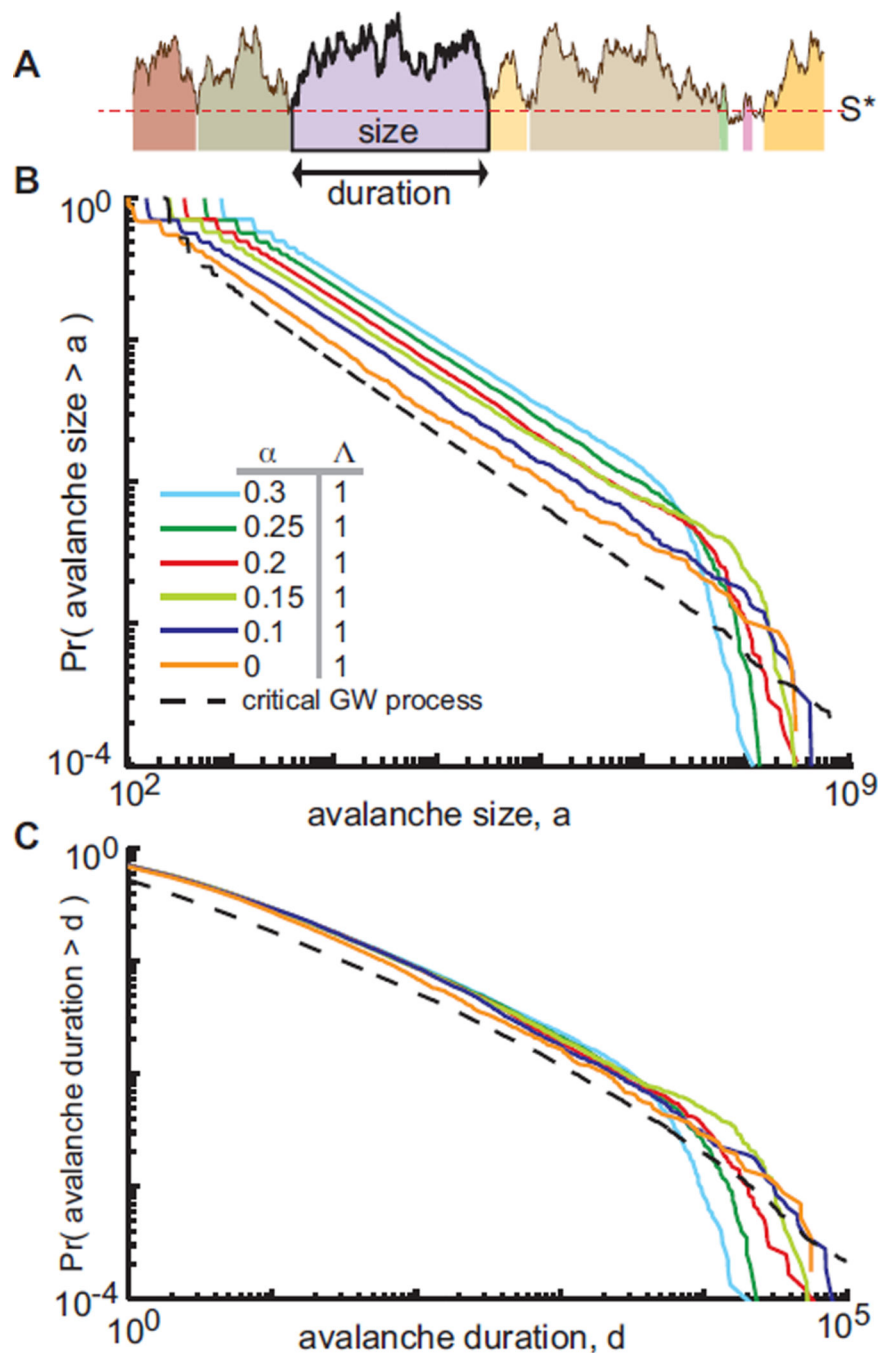 A
S*
size
duration
B
10^0
Pr( avalanche size > a )
α Λ
0.3 1
0.25 1
0.2 1
0.15 1
0.1 1
0 1
critical GW process
10^-4
10^2 10^9
avalanche size, a
C
10^0
Pr( avalanche duration > d )
10^-4
10^0 10^5
avalanche duration, d